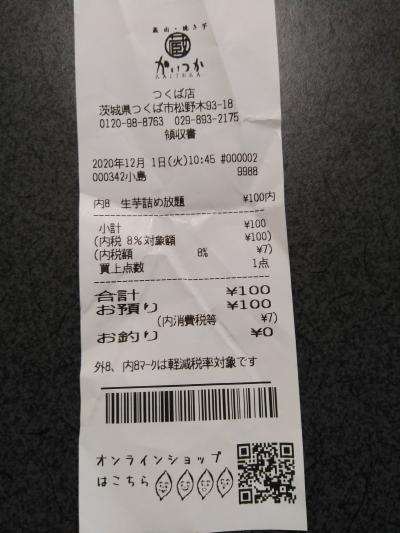 蔵出し焼き芋
蔵
かいつか
KAITSUKA
つくば店
茨城県つくば市松野木93-18
0120-98-8763 029-893-2175
領収書
2020年12月 1日(火)10:45 #000002
000342小島 9988
内8 生芋詰め放題 ¥100内
小計 ¥100
(内税 8%対象額 ¥100)
(内税額 8% ¥7)
買上点数 1点
合計 ¥100
お預り ¥100
(内消費税等 ¥7)
お釣り ¥0
外8、内8マークは軽減税率対象です
オンラインショップ
はこちら